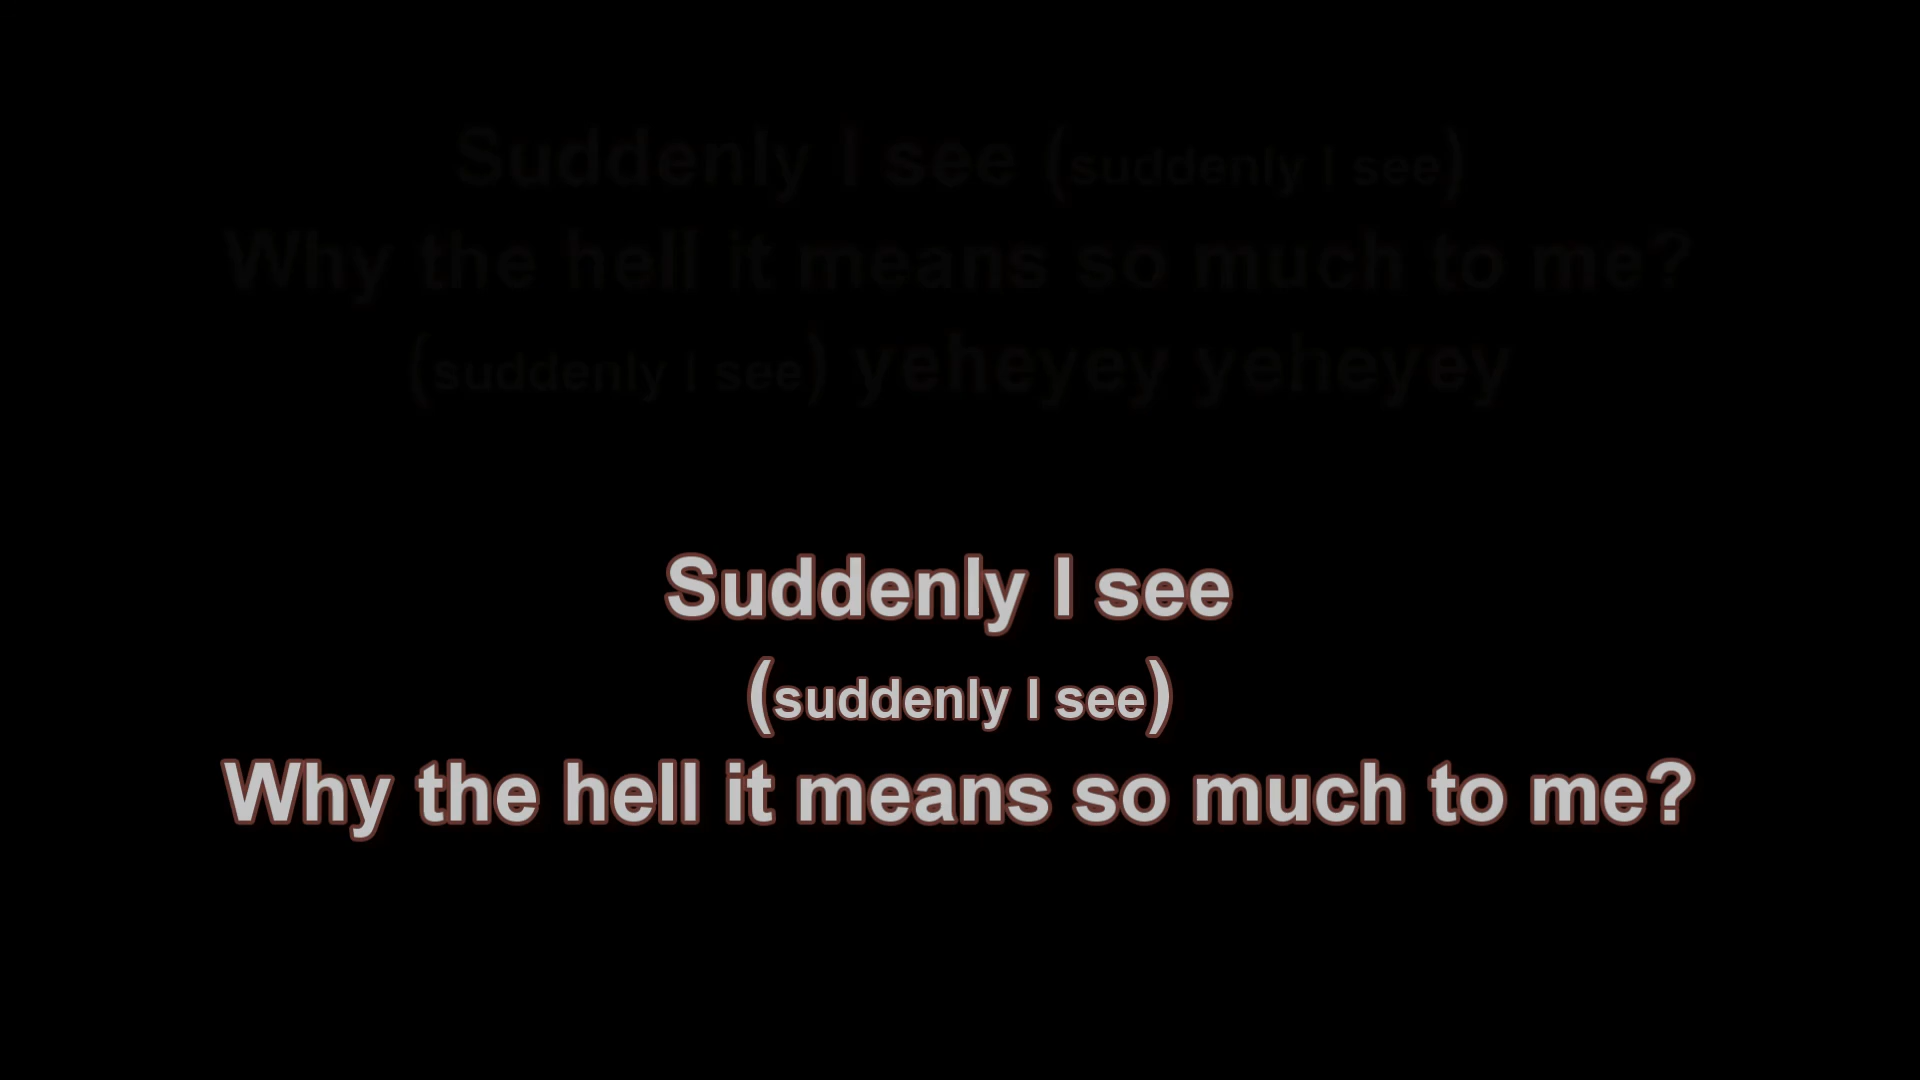 Suddenly I see (suddenly I see)
Why the hell it means so much to me?
(suddenly I see) yeheyey yeheyey
Suddenly I see
(suddenly I see)
Why the hell it means so much to me?